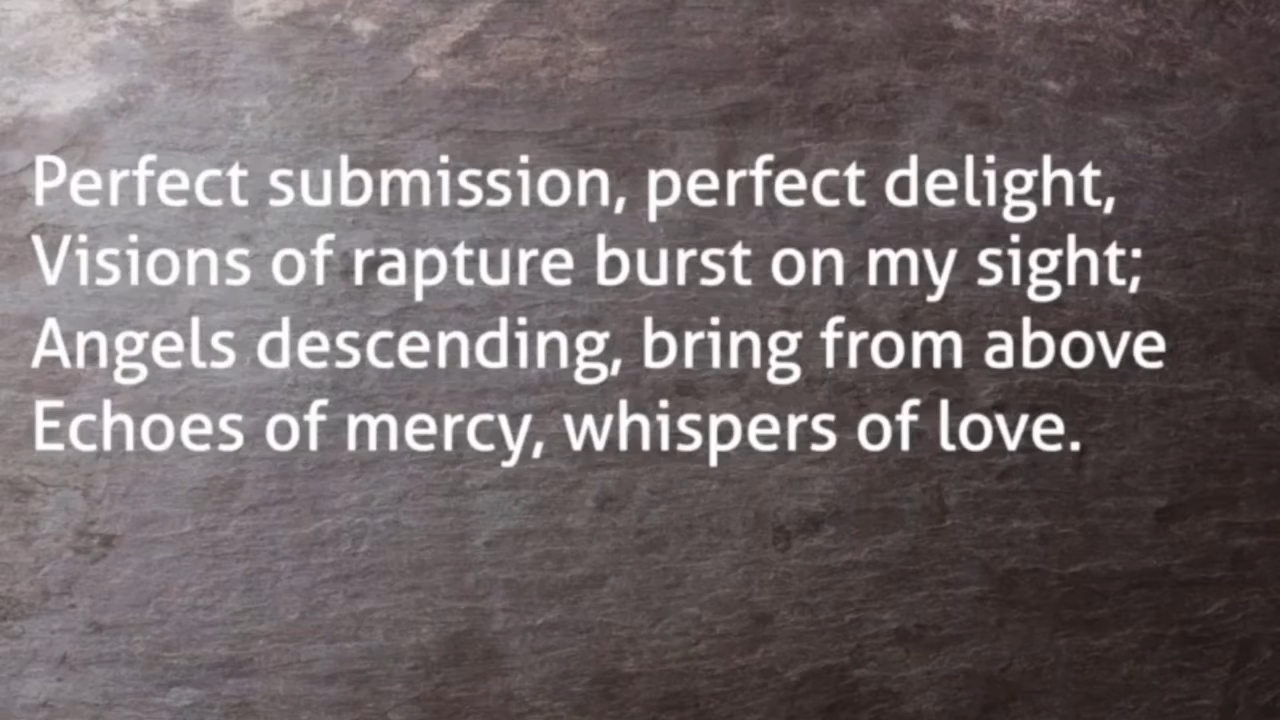 Perfect submission, perfect delight,
Visions of rapture burst on my sight;
Angels descending, bring from above
Echoes of mercy, whispers of love.